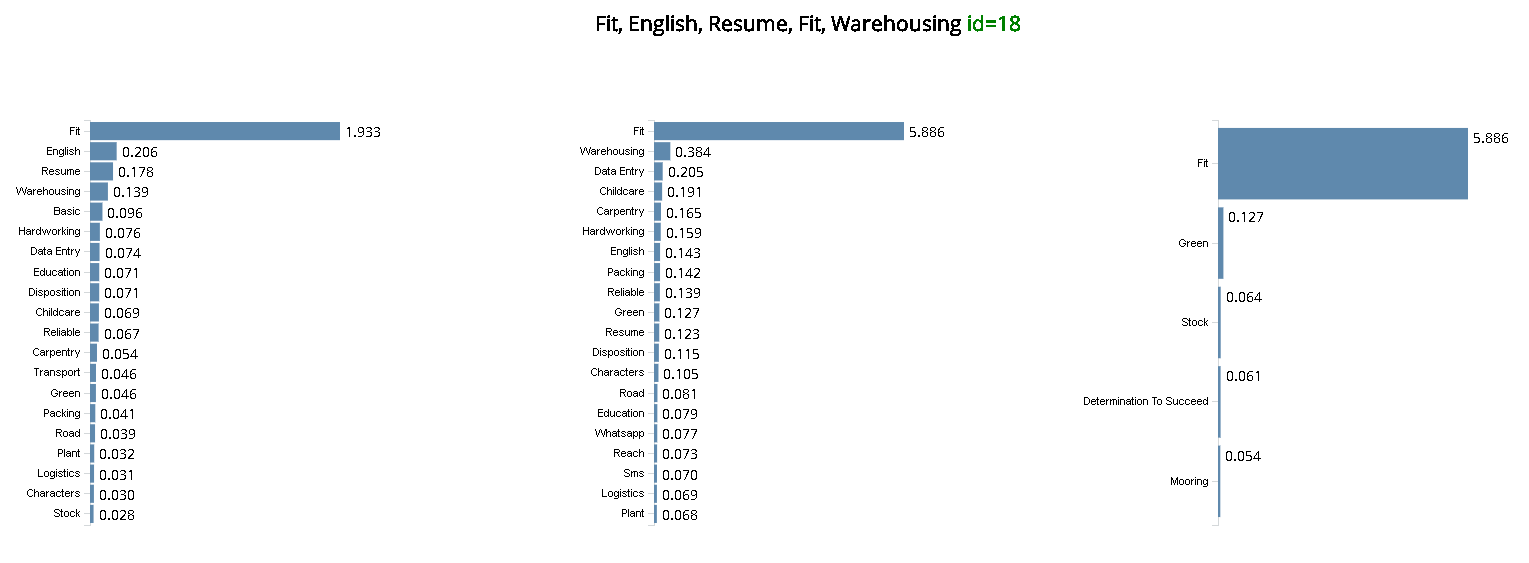 Fit, English, Resume, Fit, Warehousing id=18
Fit 1.933
English 0.206
Resume 0.178
Warehousing 0.139
Basic 0.096
Hardworking 0.076
Data Entry 0.074
Education 0.071
Disposition 0.071
Childcare 0.069
Reliable 0.067
Carpentry 0.054
Transport 0.046
Green 0.046
Packing 0.041
Road 0.039
Plant 0.032
Logistics 0.031
Characters 0.030
Stock 0.028
Fit 5.886
Warehousing 0.384
Data Entry 0.205
Childcare 0.191
Carpentry 0.165
Hardworking 0.159
English 0.143
Packing 0.142
Reliable 0.139
Green 0.127
Resume 0.123
Disposition 0.115
Characters 0.105
Road 0.081
Education 0.079
Whatsapp 0.077
Reach 0.073
Sms 0.070
Logistics 0.069
Plant 0.068
Fit 5.886
Green 0.127
Stock 0.064
Determination To Succeed 0.061
Mooring 0.054